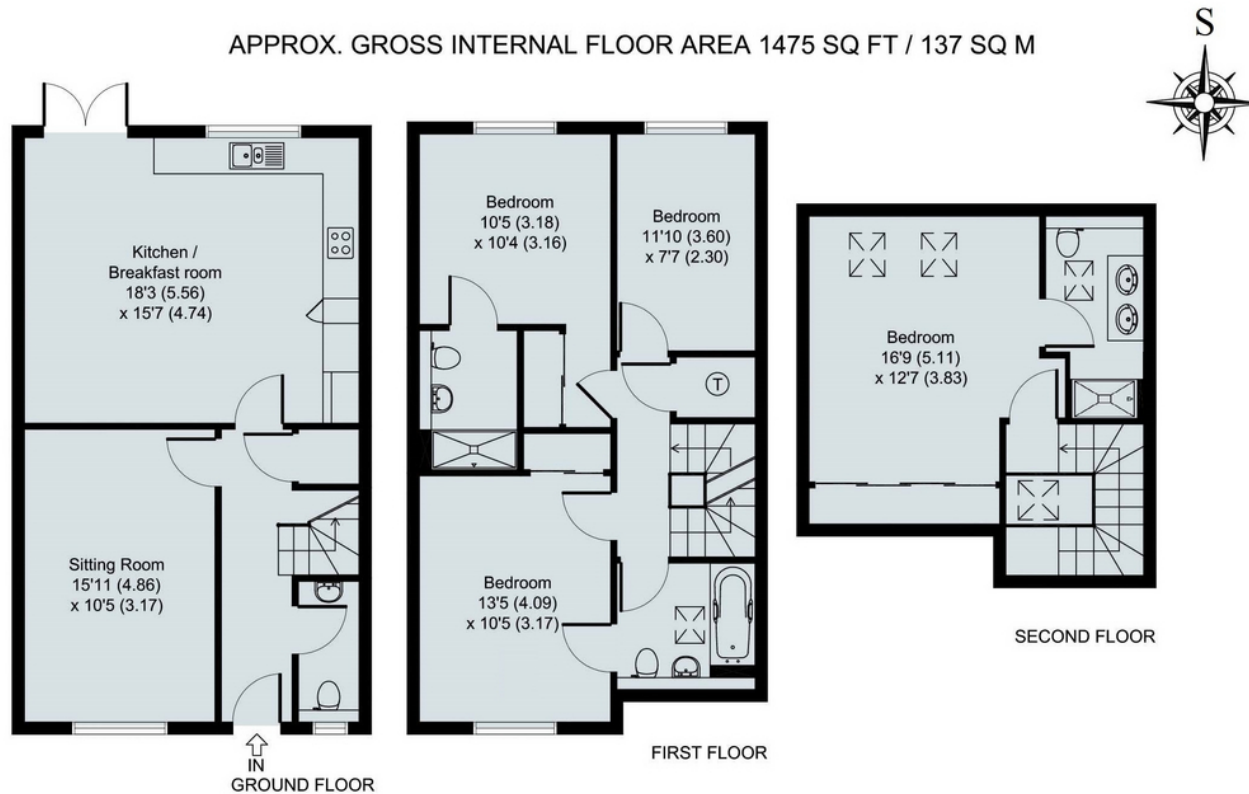 APPROX. GROSS INTERNAL FLOOR AREA 1475 SQ FT / 137 SQ M
S
Kitchen /
Breakfast room
18'3 (5.56)
x 15'7 (4.74)
Sitting Room
15'11 (4.86)
x 10'5 (3.17)
IN
GROUND FLOOR
Bedroom
10'5 (3.18)
x 10'4 (3.16)
Bedroom
11'10 (3.60)
x 7'7 (2.30)
T
Bedroom
13'5 (4.09)
x 10'5 (3.17)
FIRST FLOOR
Bedroom
16'9 (5.11)
x 12'7 (3.83)
SECOND FLOOR